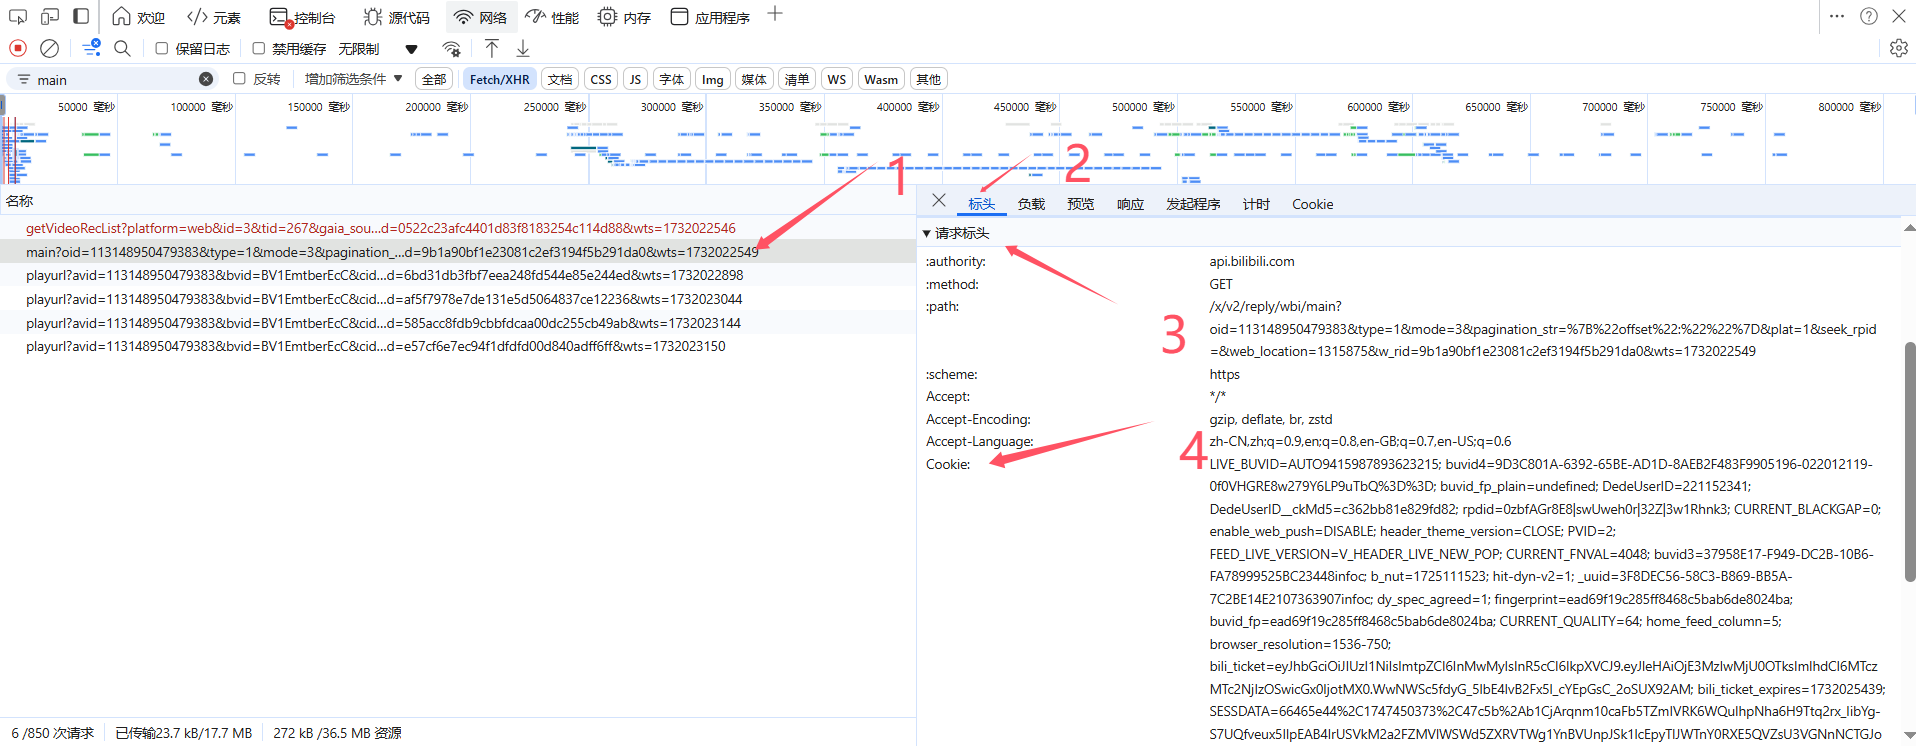 欢迎 元素 控制台 源代码 网络 性能 内存 应用程序
保留日志 禁用缓存 无限制
main 反转 增加筛选条件 全部 Fetch/XHR 文档 CSS JS 字体 Img 媒体 清单 WS Wasm 其他
50000 毫秒 100000 毫秒 150000 毫秒 200000 毫秒 250000 毫秒 300000 毫秒 350000 毫秒 400000 毫秒 450000 毫秒 500000 毫秒 550000 毫秒 600000 毫秒 650000 毫秒 700000 毫秒 750000 毫秒 800000 毫秒
1
2
名称
getVideoRecList?platform=web&id=3&tid=267&gaia_sou...d=0522c23afc4401d83f8183254c114d88&wts=1732022546
main?oid=113148950479383&type=1&mode=3&pagination_...d=9b1a90bf1e23081c2ef3194f5b291da0&wts=1732022549
playurl?avid=113148950479383&bvid=BV1EmtberEcC&cid...d=6bd31db3fbf7eea248fd544e85e244ed&wts=1732022898
playurl?avid=113148950479383&bvid=BV1EmtberEcC&cid...d=af5f7978e7de131e5d5064837ce12236&wts=1732023044
playurl?avid=113148950479383&bvid=BV1EmtberEcC&cid...d=585acc8fdb9cbbfdcaa00dc255cb49ab&wts=1732023144
playurl?avid=113148950479383&bvid=BV1EmtberEcC&cid...d=e57cf6e7ec94f1dfdfd00d840adff6ff&wts=1732023150
6 /850 次请求 已传输23.7 kB/17.7 MB 272 kB /36.5 MB 资源
标头 负载 预览 响应 发起程序 计时 Cookie
请求标头
:authority: api.bilibili.com
:method: GET
:path: /x/v2/reply/wbi/main?
oid=113148950479383&type=1&mode=3&pagination_str=%7B%22offset%22:%22%22%7D&plat=1&seek_rpid
=&web_location=1315875&w_rid=9b1a90bf1e23081c2ef3194f5b291da0&wts=1732022549
3
:scheme: https
Accept: */*
Accept-Encoding: gzip, deflate, br, zstd
Accept-Language: zh-CN,zh;q=0.9,en;q=0.8,en-GB;q=0.7,en-US;q=0.6
4
Cookie: LIVE_BUVID=AUTO9415987893623215; buvid4=9D3C801A-6392-65BE-AD1D-8AEB2F483F9905196-022012119-
0f0VHGRE8w279Y6LP9uTbQ%3D%3D; buvid_fp_plain=undefined; DedeUserID=221152341;
DedeUserID__ckMd5=c362bb81e829fd82; rpdid=0zbfAGr8E8|swUweh0r|32Z|3w1Rhnk3; CURRENT_BLACKGAP=0;
enable_web_push=DISABLE; header_theme_version=CLOSE; PVID=2;
FEED_LIVE_VERSION=V_HEADER_LIVE_NEW_POP; CURRENT_FNVAL=4048; buvid3=37958E17-F949-DC2B-10B6-
FA78999525BC23448infoc; b_nut=1725111523; hit-dyn-v2=1; _uuid=3F8DEC56-58C3-B869-BB5A-
7C2BE14E2107363907infoc; dy_spec_agreed=1; fingerprint=ead69f19c285ff8468c5bab6de8024ba;
buvid_fp=ead69f19c285ff8468c5bab6de8024ba; CURRENT_QUALITY=64; home_feed_column=5;
browser_resolution=1536-750;
bili_ticket_expires=1732025439;